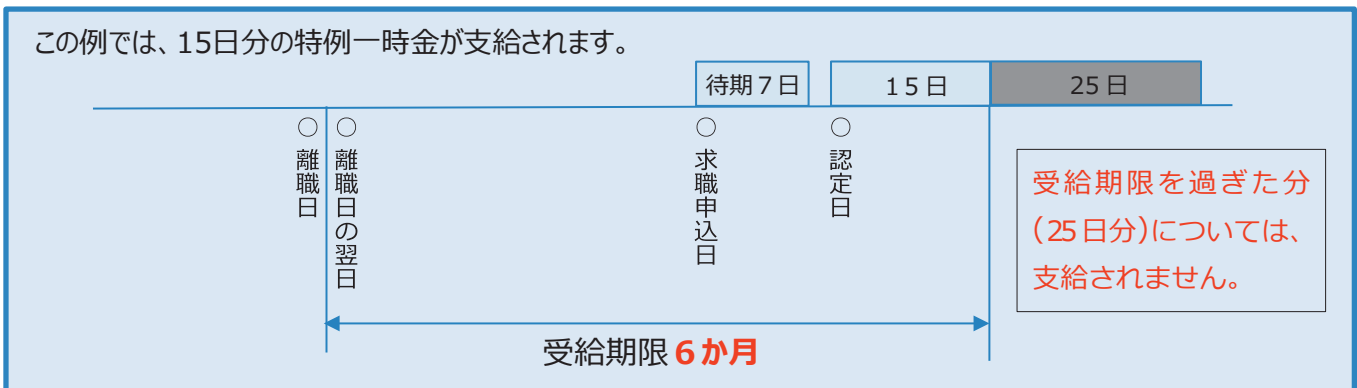 この例では、15日分の特例一時金が支給されます。
待期７日
１５日
25日
○離職日
○離職日の翌日
○求職申込日
○認定日
受給期限を過ぎた分
（25日分）については、
支給されません。
受給期限６か月